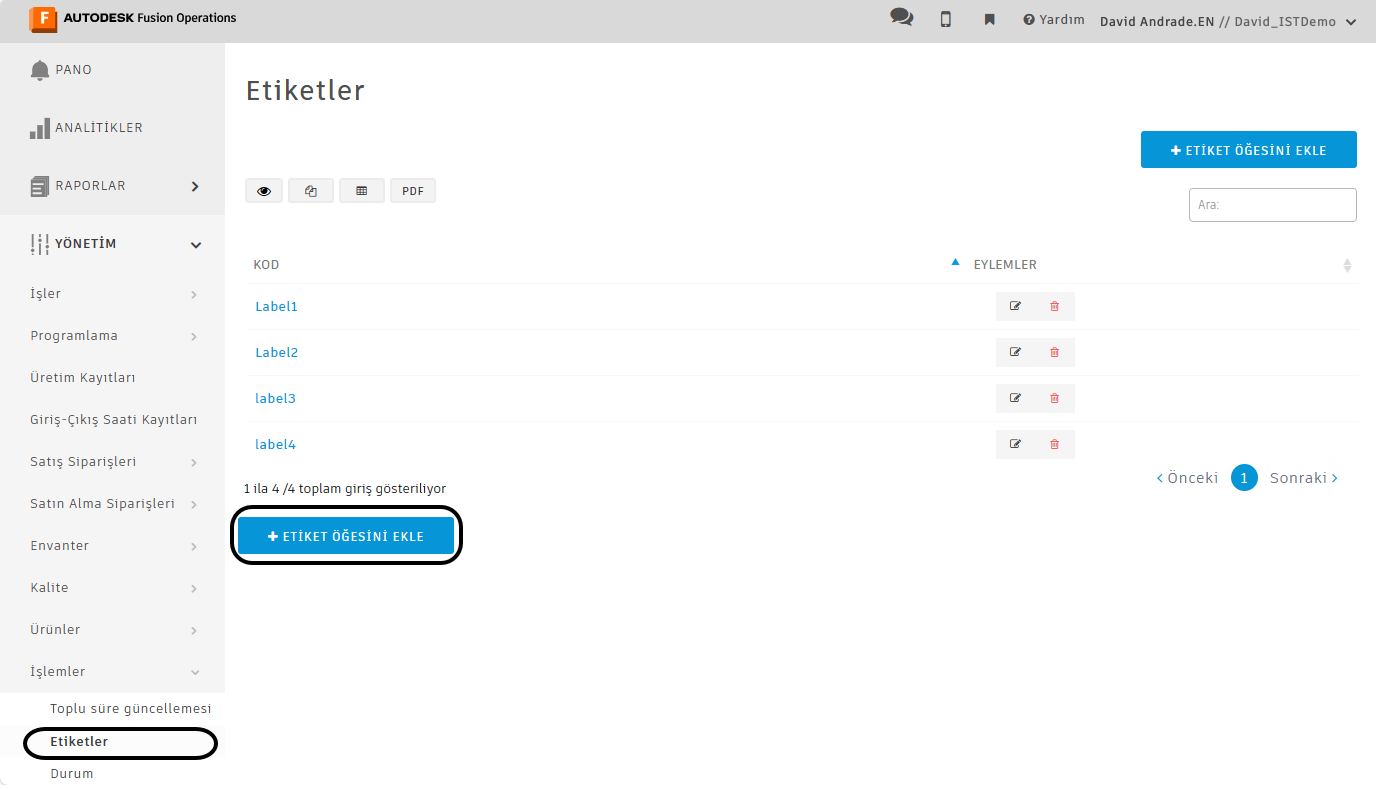 F AUTODESK Fusion Operations
Yardım
David Andrade.EN // David_ISTDemo
PANO
ANALİTİKLER
RAPORLAR
YÖNETİM
İşler
Programlama
Üretim Kayıtları
Giriş-Çıkış Saati Kayıtları
Satış Siparişleri
Satın Alma Siparişleri
Envanter
Kalite
Ürünler
İşlemler
Toplu süre güncellemesi
Etiketler
Durum
Etiketler
+ ETİKET ÖĞESİNİ EKLE
PDF
Ara:
KOD EYLEMLER
Label1
Label2
label3
label4
1 ila 4 /4 toplam giriş gösteriliyor
< Önceki 1 Sonraki >
+ ETİKET ÖĞESİNİ EKLE